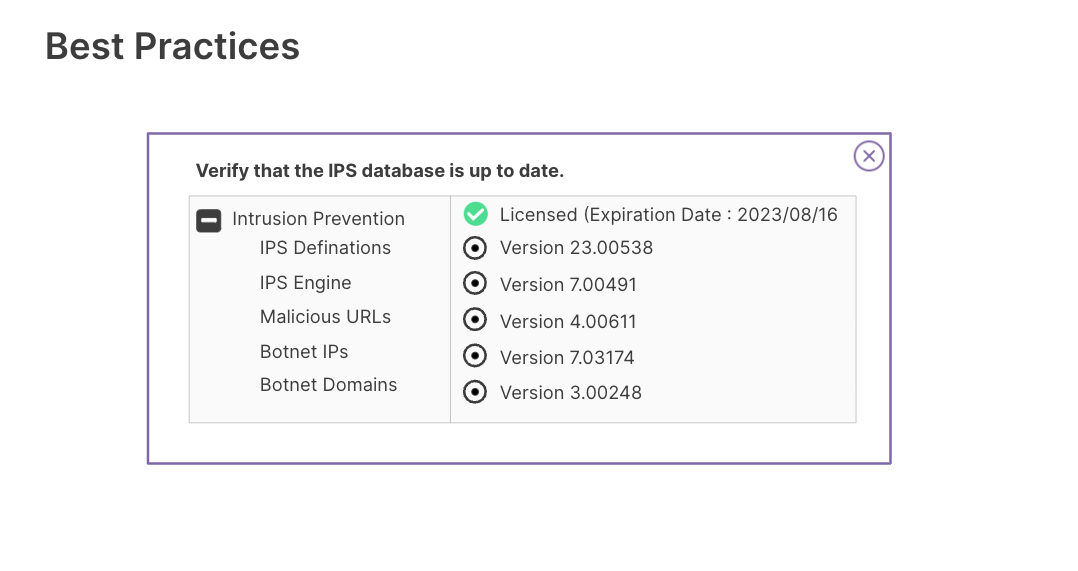 Best Practices
Verify that the IPS database is up to date.
Intrusion Prevention
Licensed (Expiration Date : 2023/08/16
IPS Definations
Version 23.00538
IPS Engine
Version 7.00491
Malicious URLs
Version 4.00611
Botnet IPs
Version 7.03174
Botnet Domains
Version 3.00248